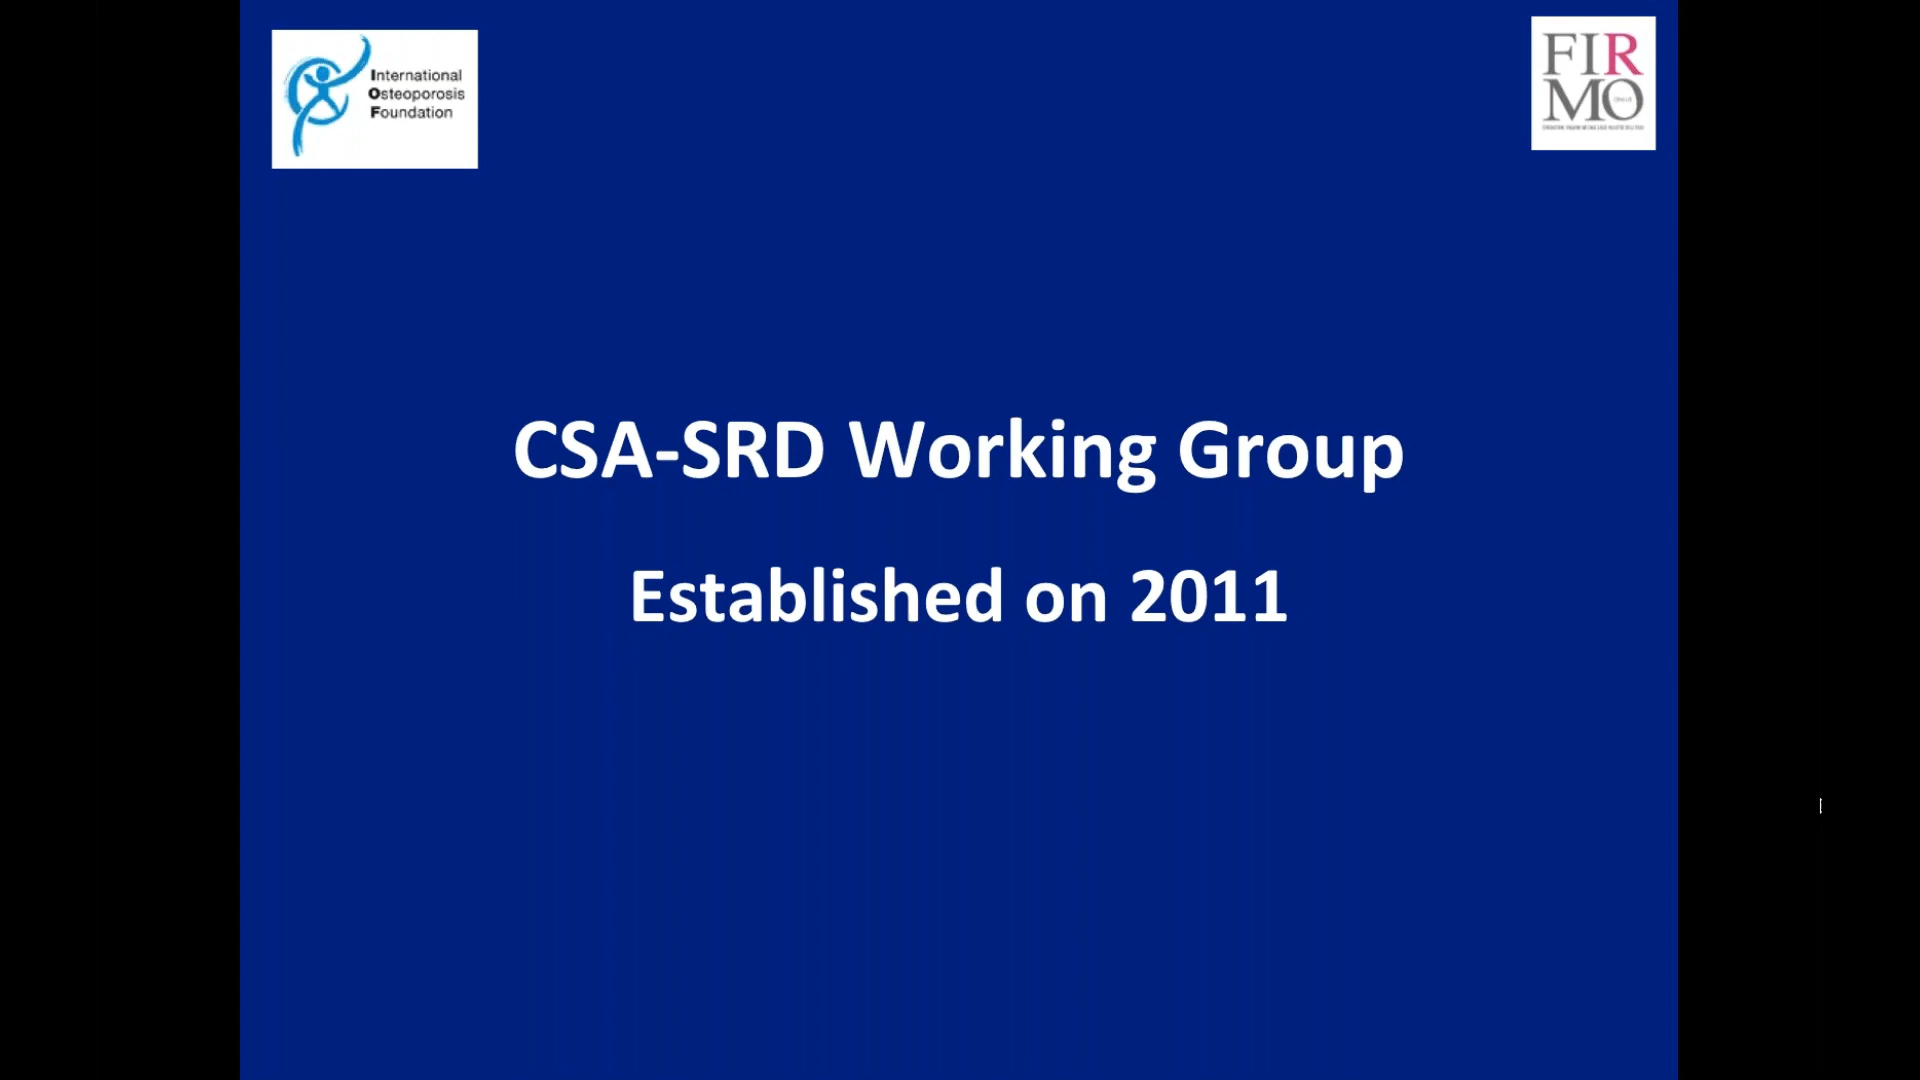 International
Osteoporosis
Foundation
FIR
MO
CSA-SRD Working Group
Established on 2011